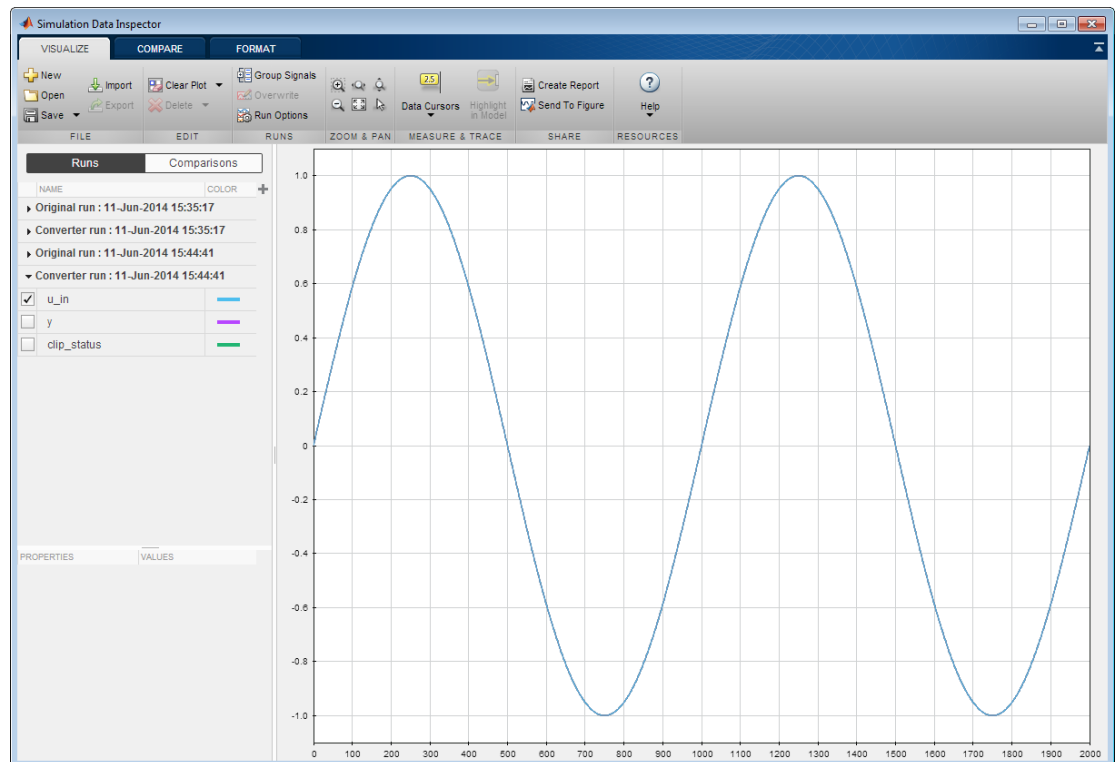 Simulation Data Inspector
VISUALIZE COMPARE FORMAT
New
Open
Save
Import
Export
FILE
Clear Plot
Delete
EDIT
Group Signals
Overwrite
Run Options
RUNS
ZOOM & PAN
2.5
Data Cursors
Highlight
in Model
MEASURE & TRACE
Create Report
Send To Figure
SHARE
?
Help
RESOURCES
Runs Comparisons
NAME COLOR
Original run : 11-Jun-2014 15:35:17
Converter run : 11-Jun-2014 15:35:17
Original run : 11-Jun-2014 15:44:41
Converter run : 11-Jun-2014 15:44:41
u_in
y
clip_status
PROPERTIES VALUES
1.0
0.8
0.6
0.4
0.2
0
-0.2
-0.4
-0.6
-0.8
-1.0
0 100 200 300 400 500 600 700 800 900 1000 1100 1200 1300 1400 1500 1600 1700 1800 1900 2000